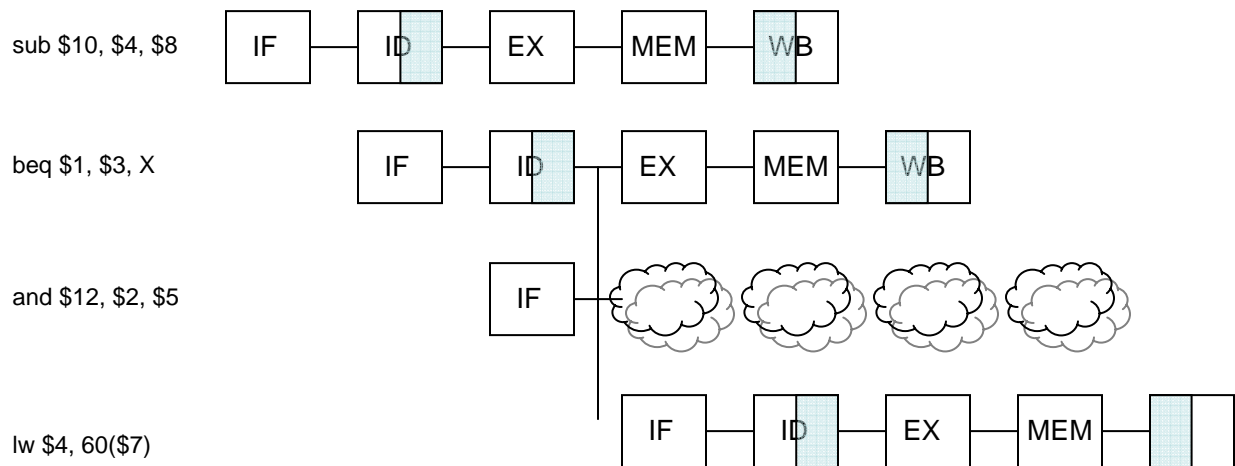 sub $10, $4, $8 IF ID EX MEM WB
beq $1, $3, X IF ID EX MEM WB
and $12, $2, $5 IF
lw $4, 60($7) IF ID EX MEM